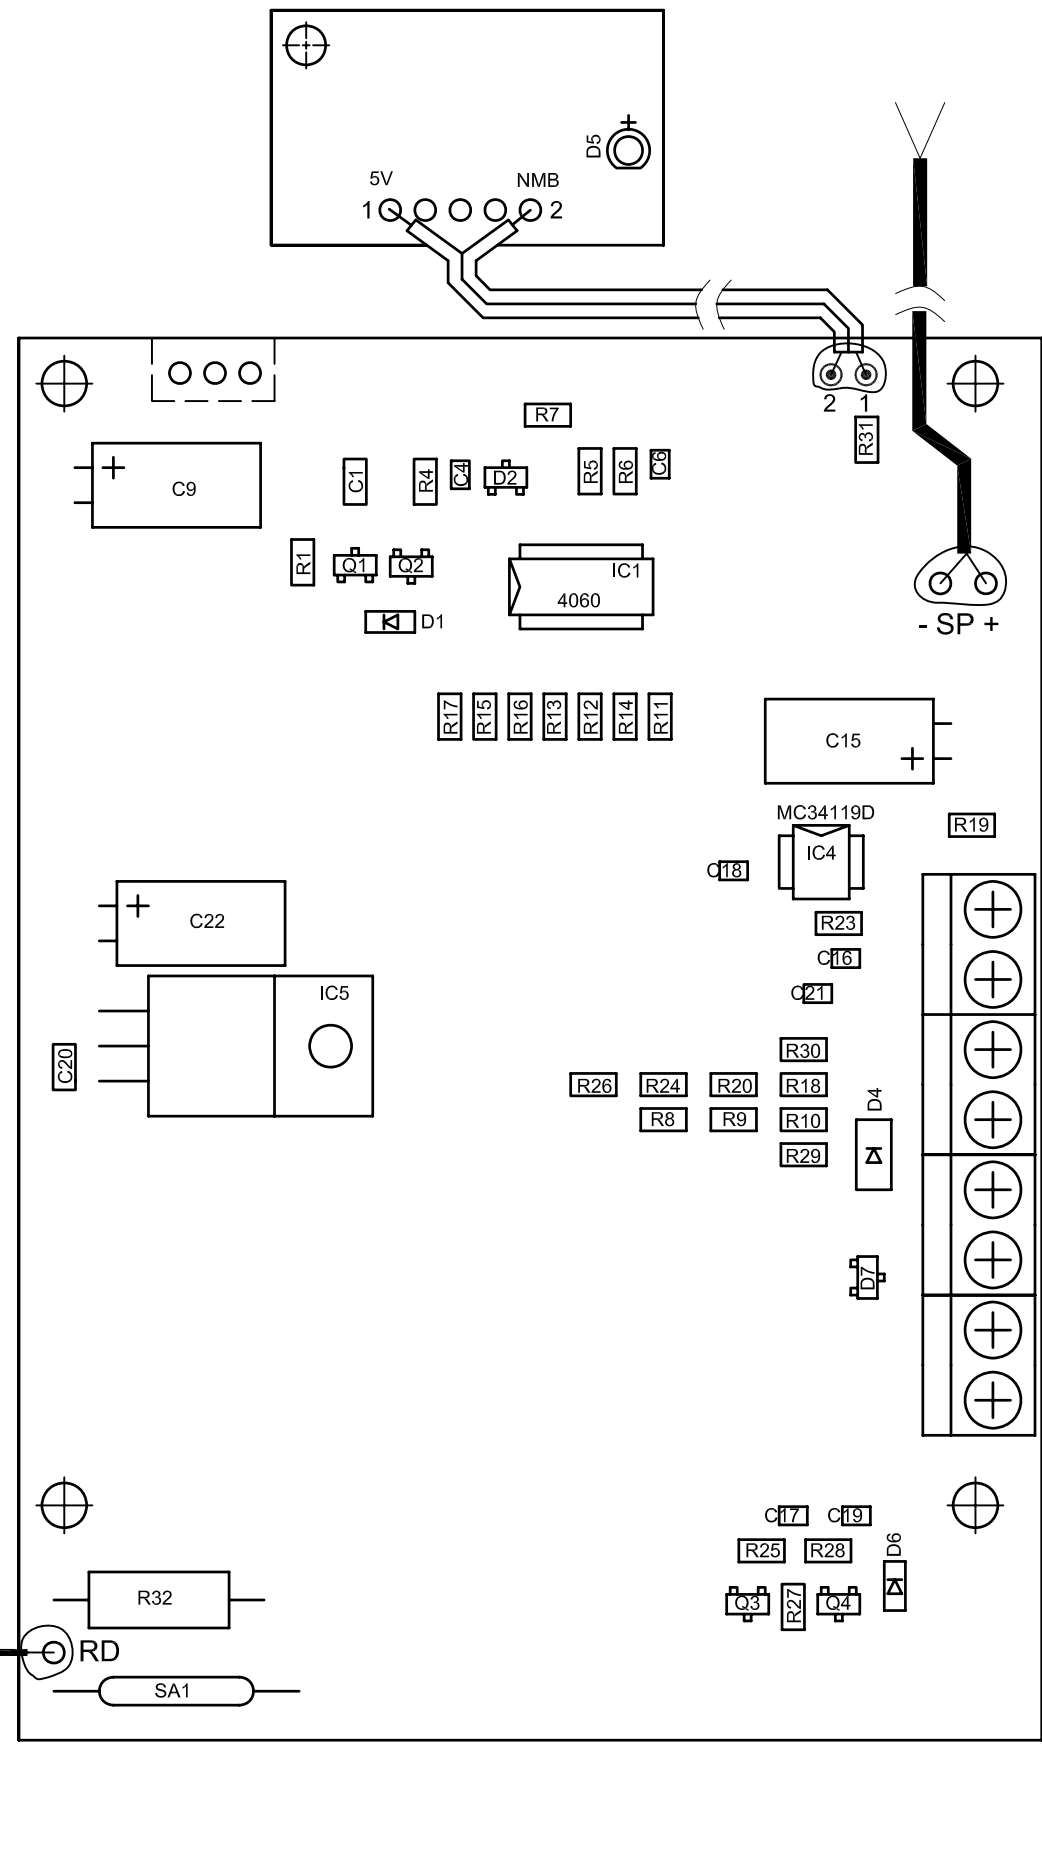 D5
+
5V NMB
1 2
2 1
R7
R31
+
C9
C1
R4
C4
D2
R5
R6
C6
R1
Q1
Q2
IC1
4060
D1
- SP +
R17
R15
R16
R13
R12
R14
R11
C15
+
MC34119D
IC4
R19
C18
+
C22
R23
C16
IC5
C21
C20
R30
R26
R24
R20
R18
D4
R8
R9
R10
R29
D7
C17
C19
R25
R28
D6
R32
Q3
R27
Q4
RD
SA1